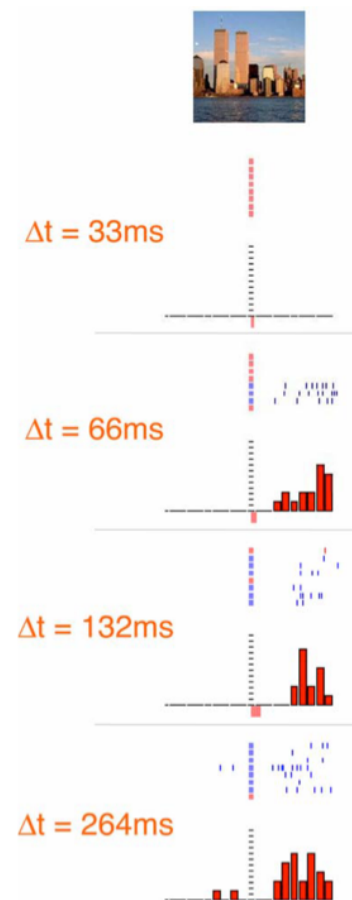 Δt = 33ms
Δt = 66ms
Δt = 132ms
Δt = 264ms